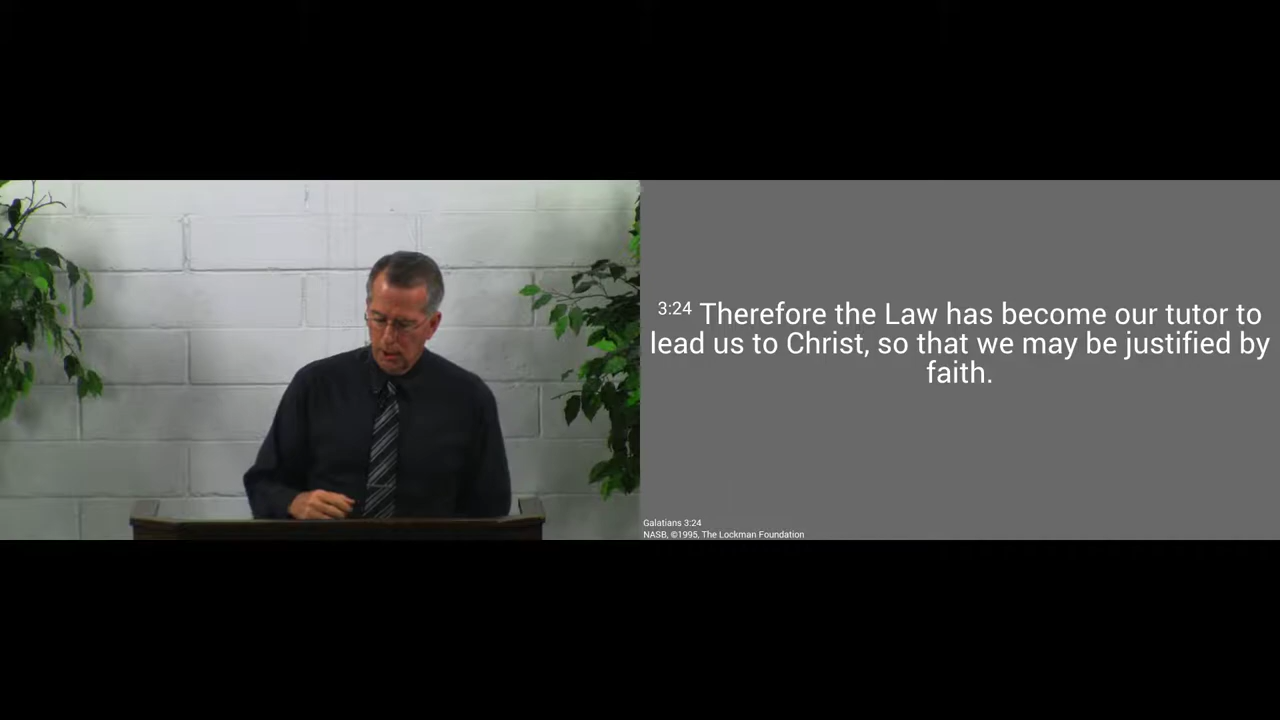 3:24 Therefore the Law has become our tutor to
lead us to Christ, so that we may be justified by
faith.
Galatians 3:24
NASB, ©1995, The Lockman Foundation